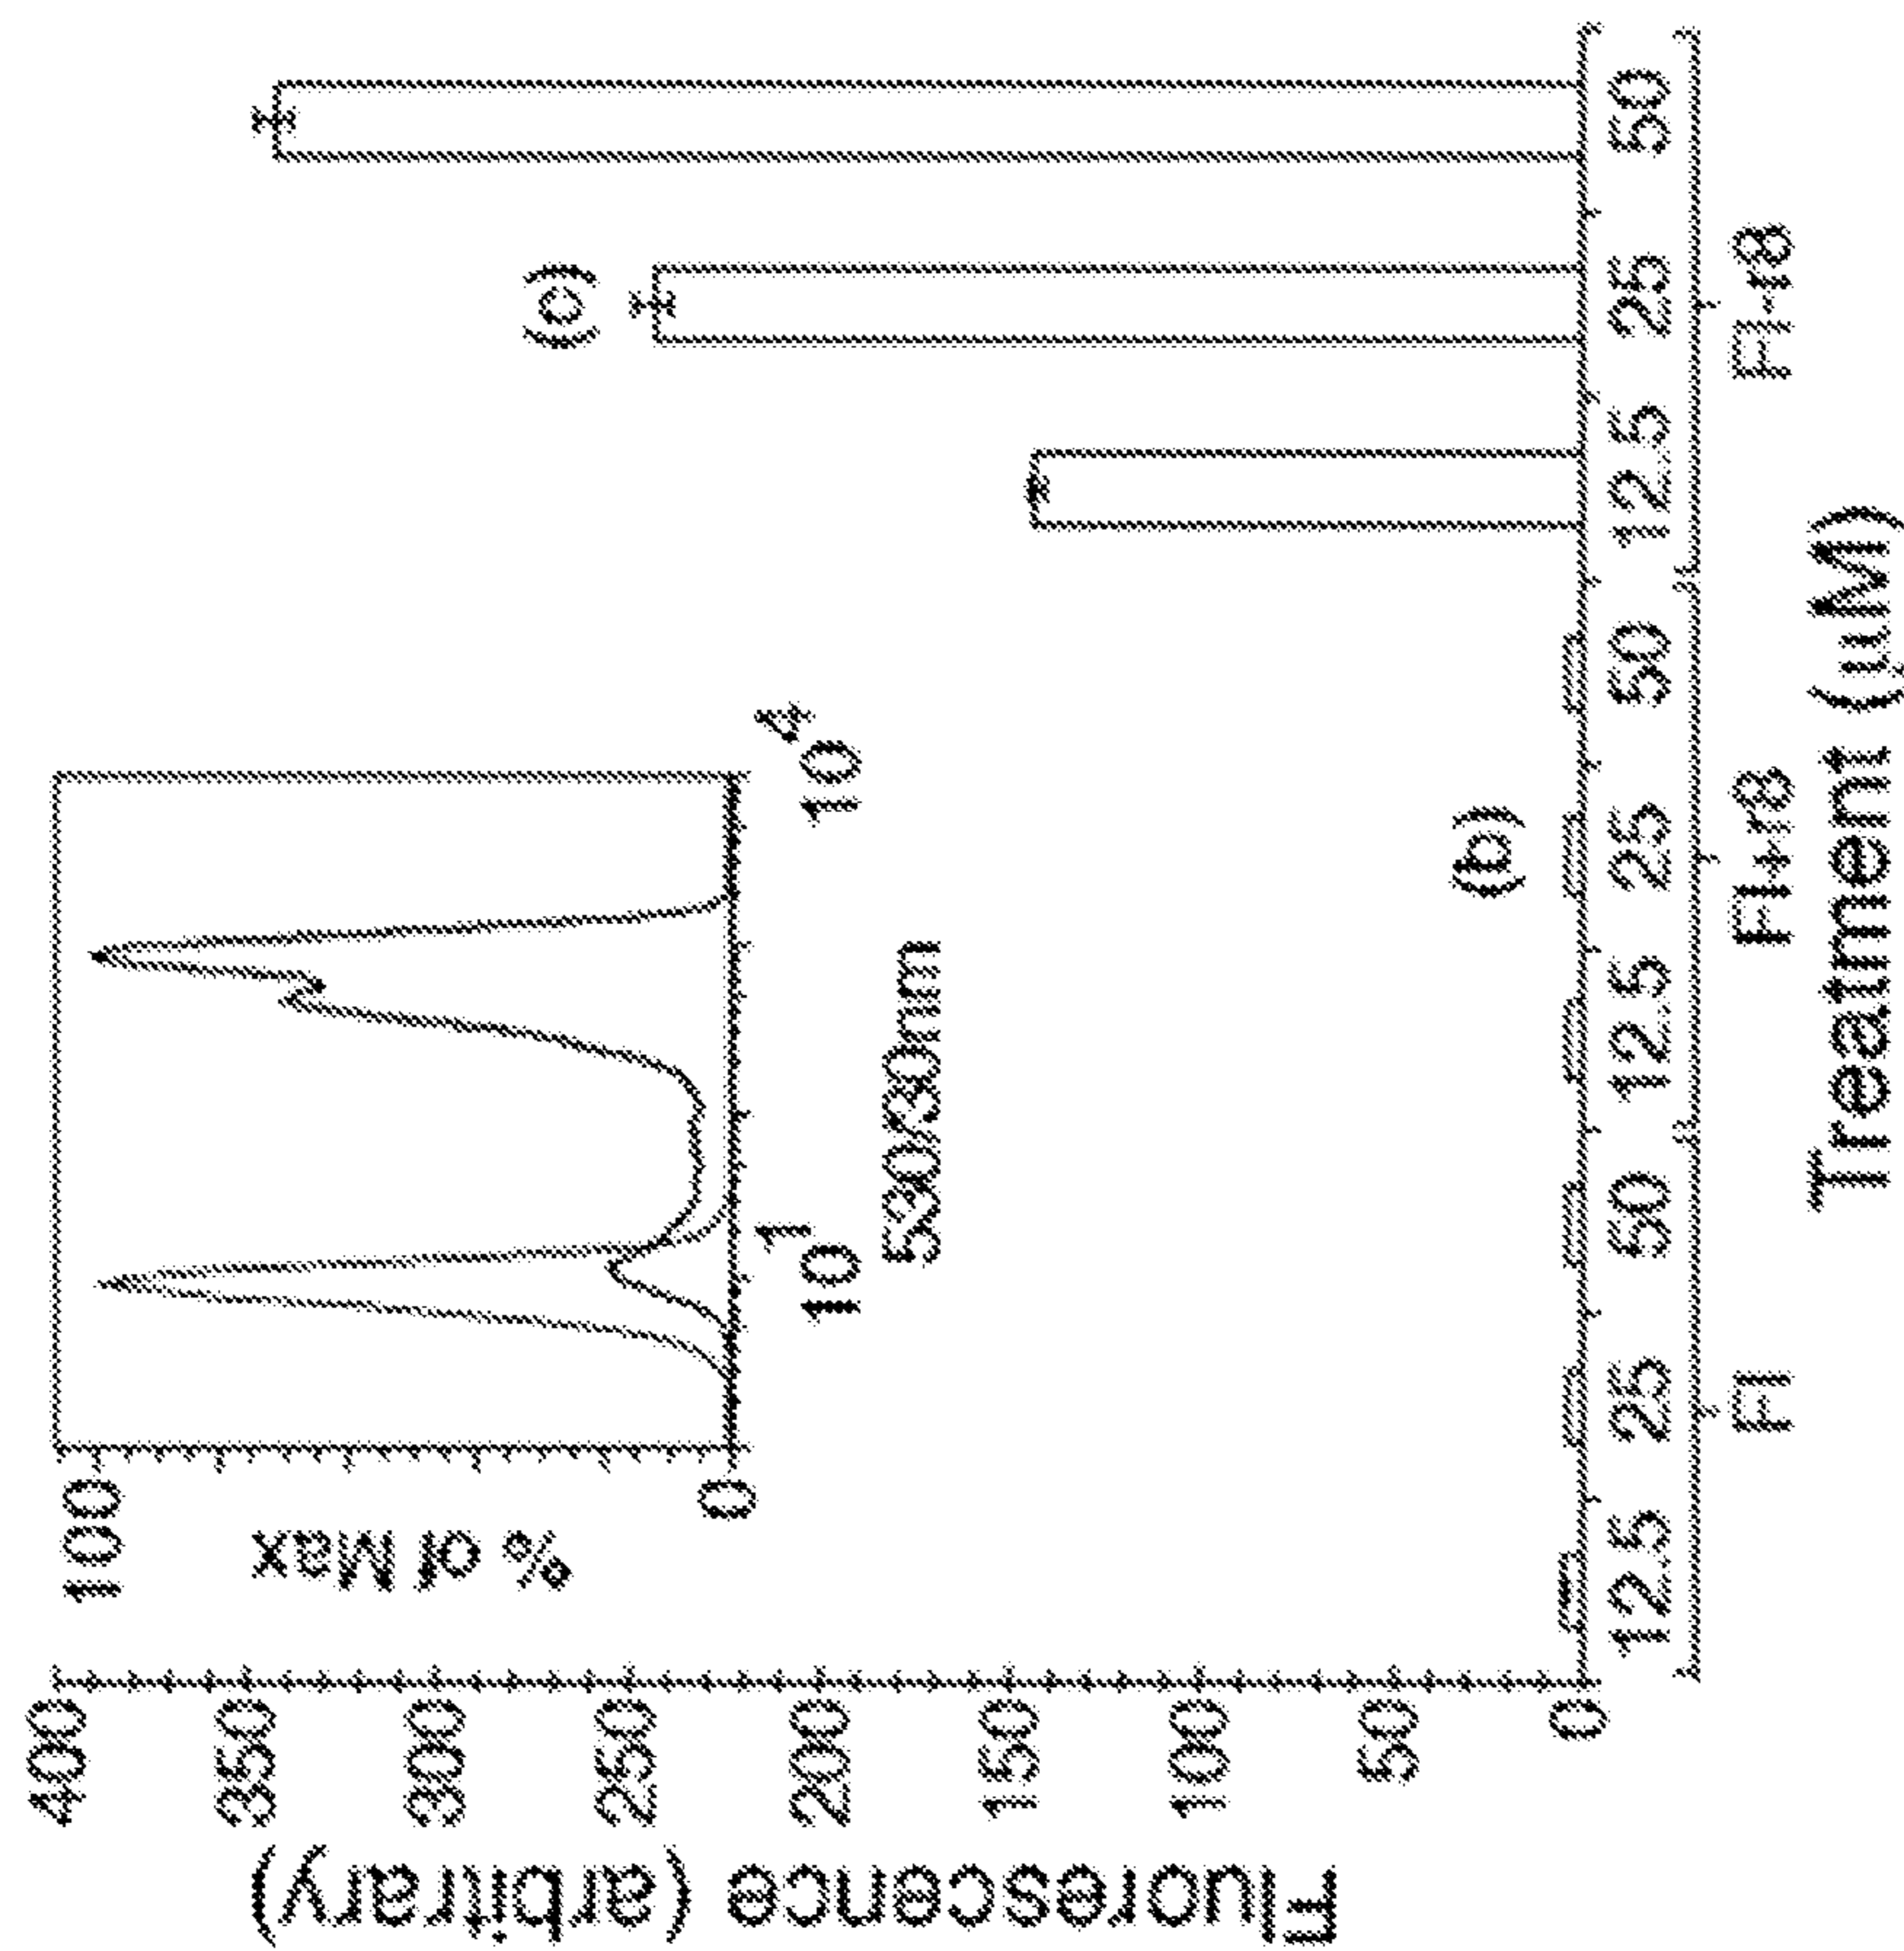 Fluorescence (arbitrary)
400
350
300
250
200
150
100
50
0
% of Max
100
0
10^1
10^4
530/30nm
(b)
(c)
12.5 25 50 12.5 25 50 12.5 25 50
Fl Fl+r8 Fl-r8
Treatment (µM)